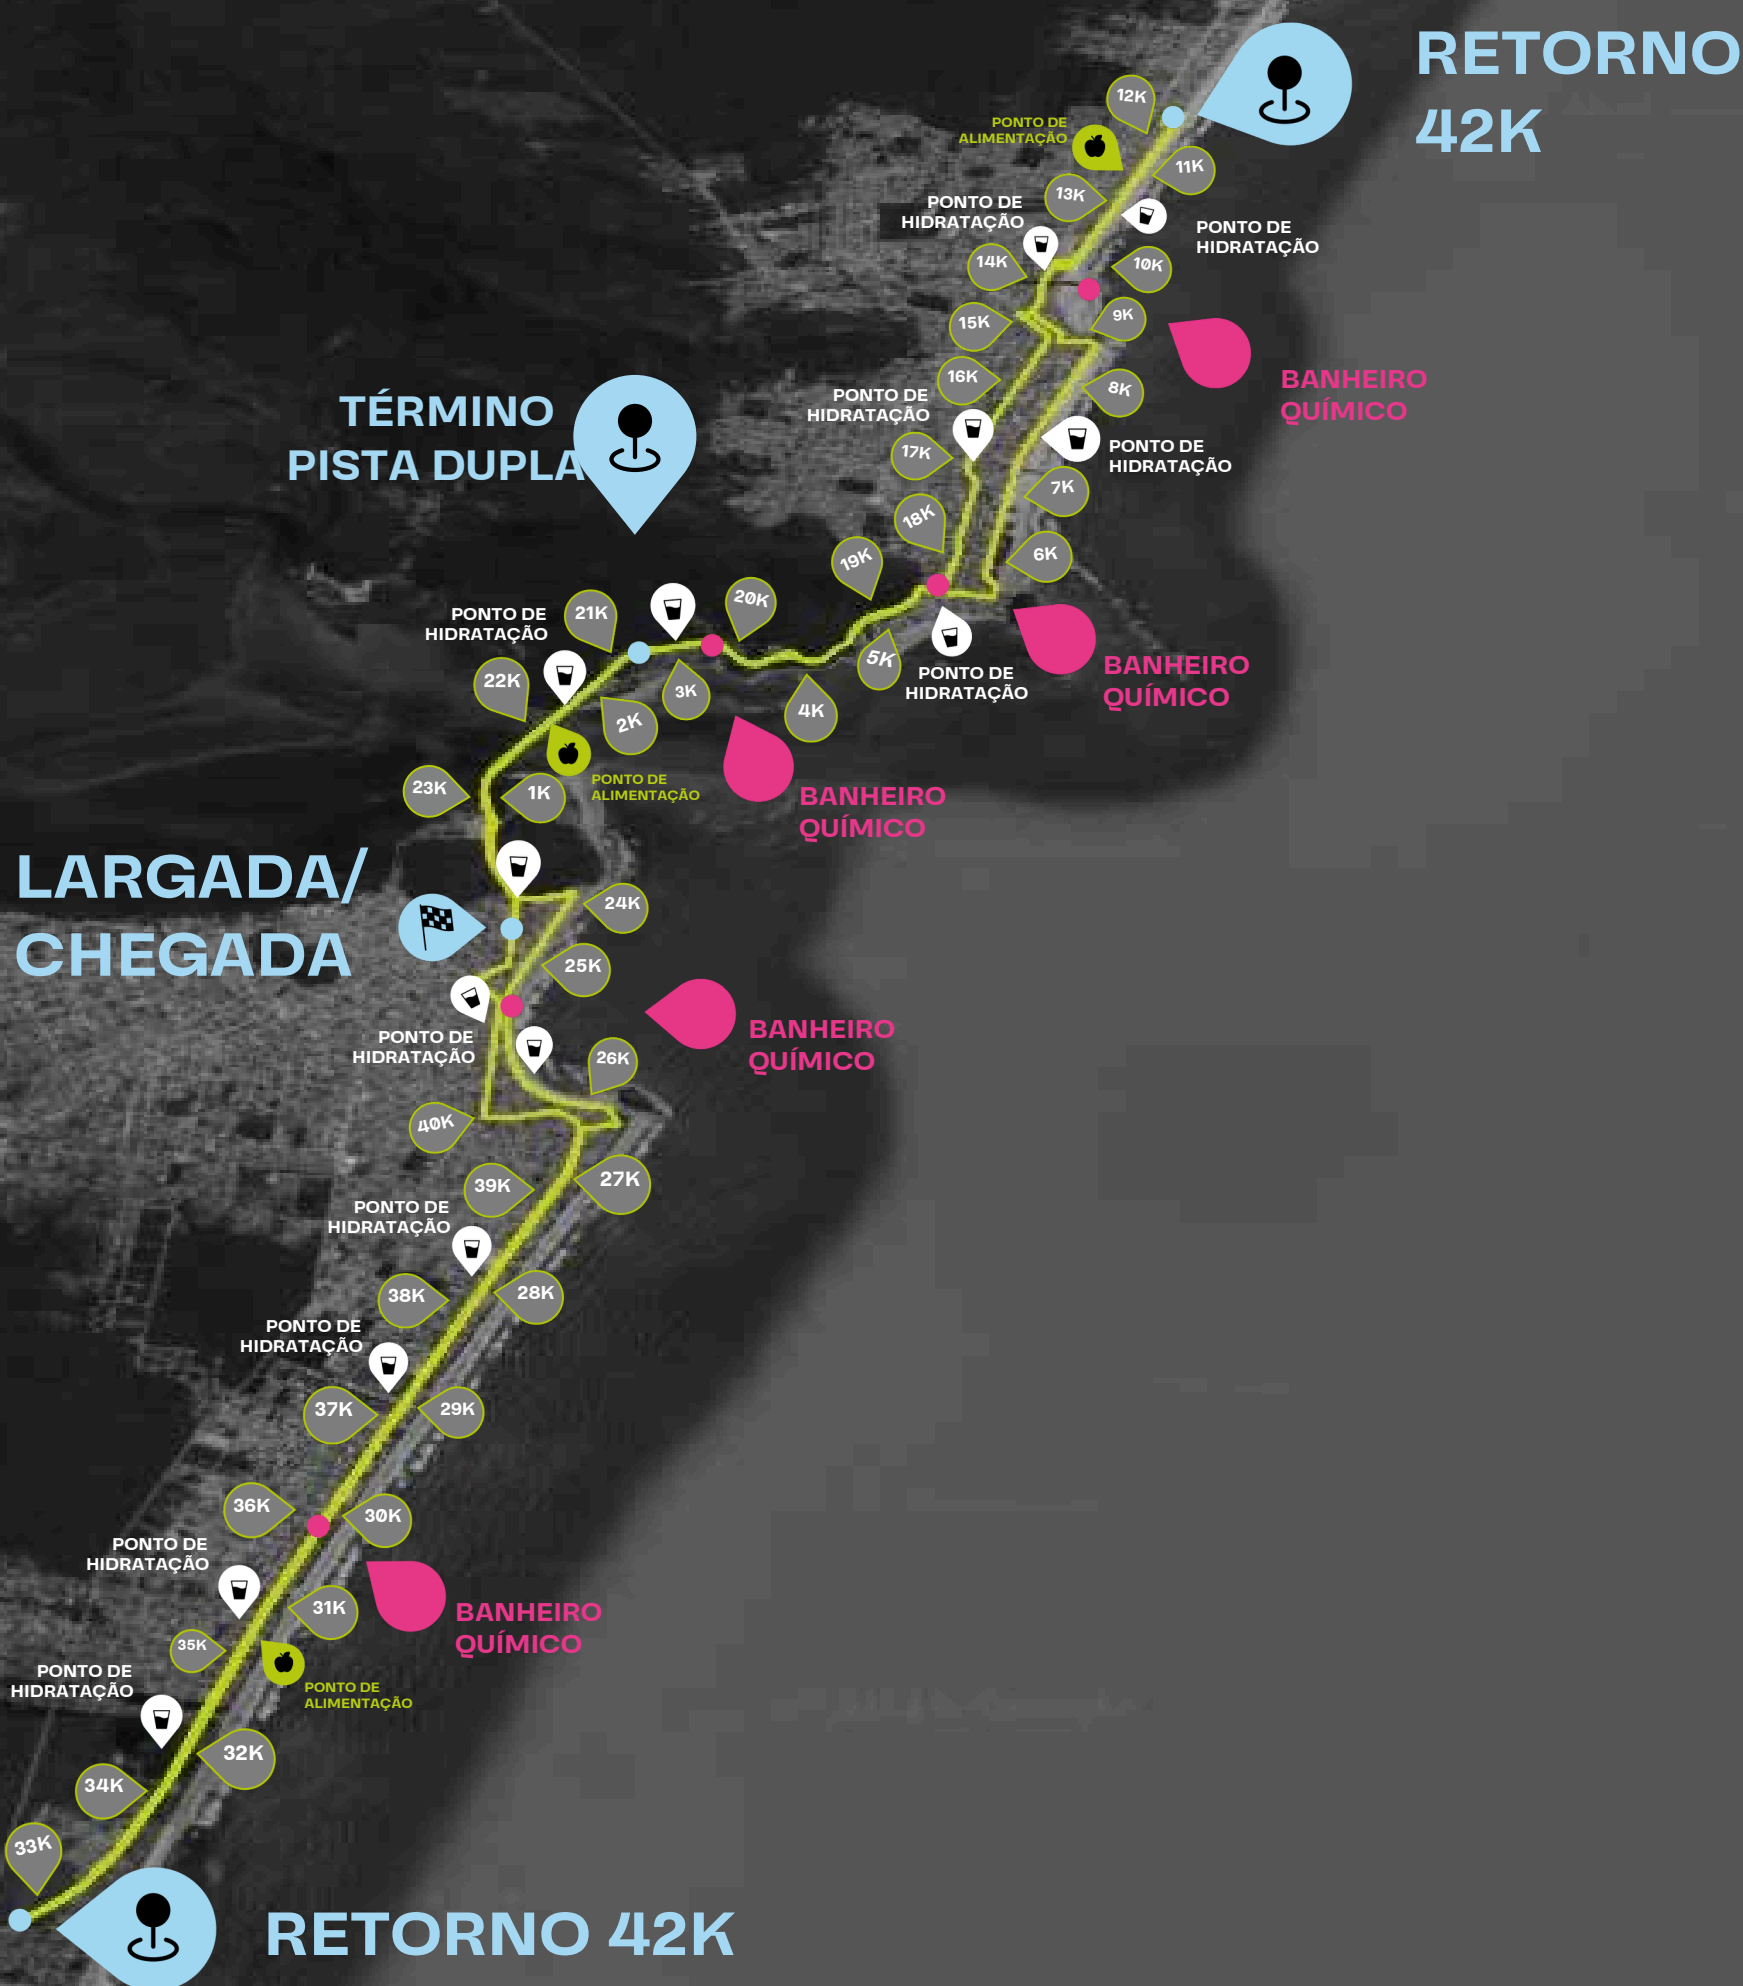 RETORNO
42K
12K
PONTO DE
ALIMENTAÇÃO
11K
13K
PONTO DE
HIDRATAÇÃO
PONTO DE
HIDRATAÇÃO
14K
10K
15K
9K
16K
8K
BANHEIRO
QUÍMICO
PONTO DE
HIDRATAÇÃO
TÉRMINO
PISTA DUPLA
17K
PONTO DE
HIDRATAÇÃO
7K
18K
6K
19K
20K
21K
PONTO DE
HIDRATAÇÃO
5K
PONTO DE
HIDRATAÇÃO
BANHEIRO
QUÍMICO
22K
3K
2K
4K
23K
1K
PONTO DE
ALIMENTAÇÃO
BANHEIRO
QUÍMICO
LARGADA/
CHEGADA
24K
25K
BANHEIRO
QUÍMICO
PONTO DE
HIDRATAÇÃO
26K
40K
39K
27K
PONTO DE
HIDRATAÇÃO
38K
28K
PONTO DE
HIDRATAÇÃO
37K
29K
36K
30K
PONTO DE
HIDRATAÇÃO
31K
BANHEIRO
QUÍMICO
35K
PONTO DE
HIDRATAÇÃO
PONTO DE
ALIMENTAÇÃO
32K
34K
33K
RETORNO 42K